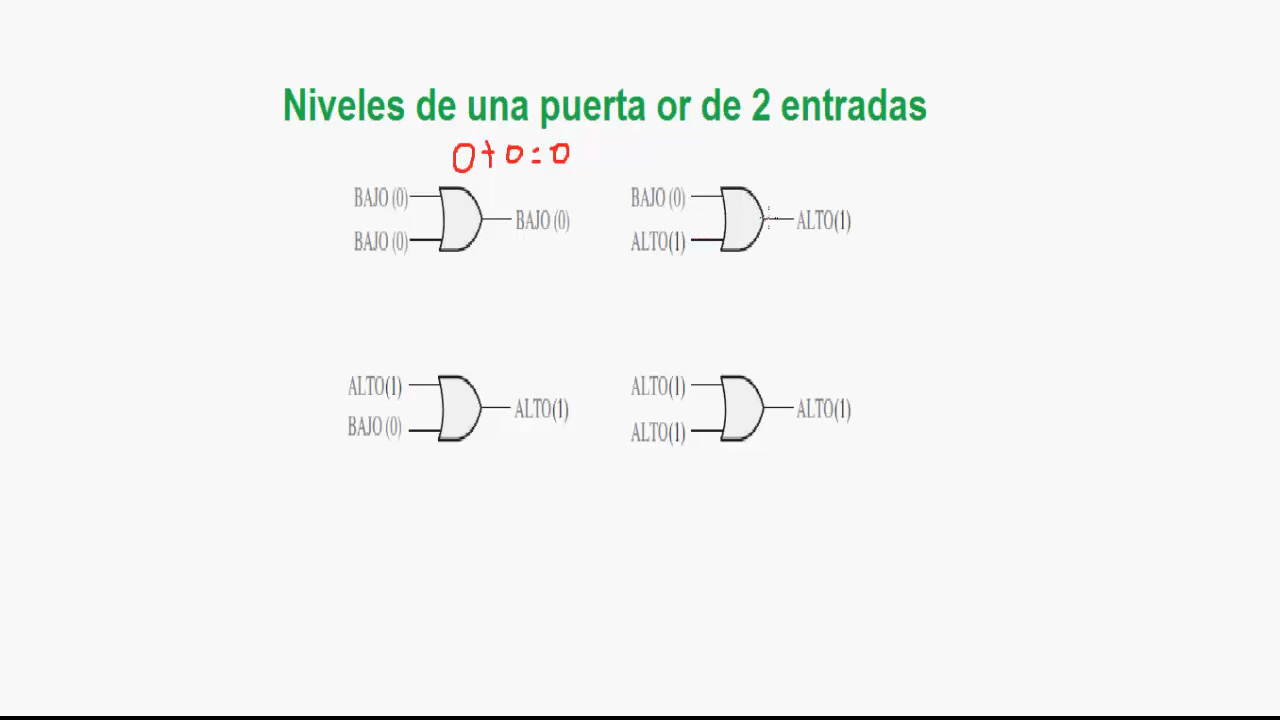 Niveles de una puerta or de 2 entradas
0+0=0
BAJO (0)
BAJO (0)
BAJO (0)
BAJO (0)
ALTO(1)
ALTO(1)
ALTO(1)
BAJO (0)
ALTO(1)
ALTO(1)
ALTO(1)
ALTO(1)